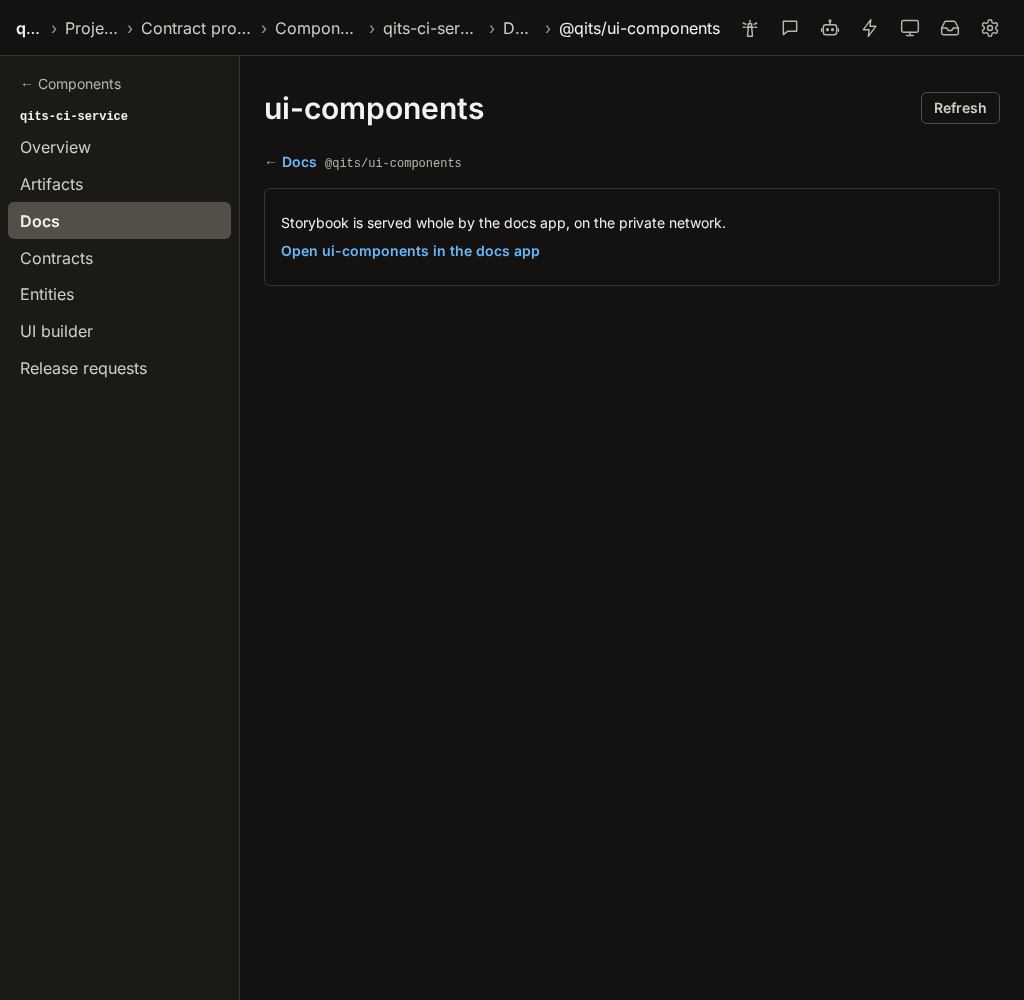 q... › Proje... › Contract pro... › Compon... › qits-ci-ser... › D... › @qits/ui-components
← Components
qits-ci-service
Overview
Artifacts
Docs
Contracts
Entities
UI builder
Release requests
ui-components
Refresh
← Docs @qits/ui-components
Storybook is served whole by the docs app, on the private network.
Open ui-components in the docs app